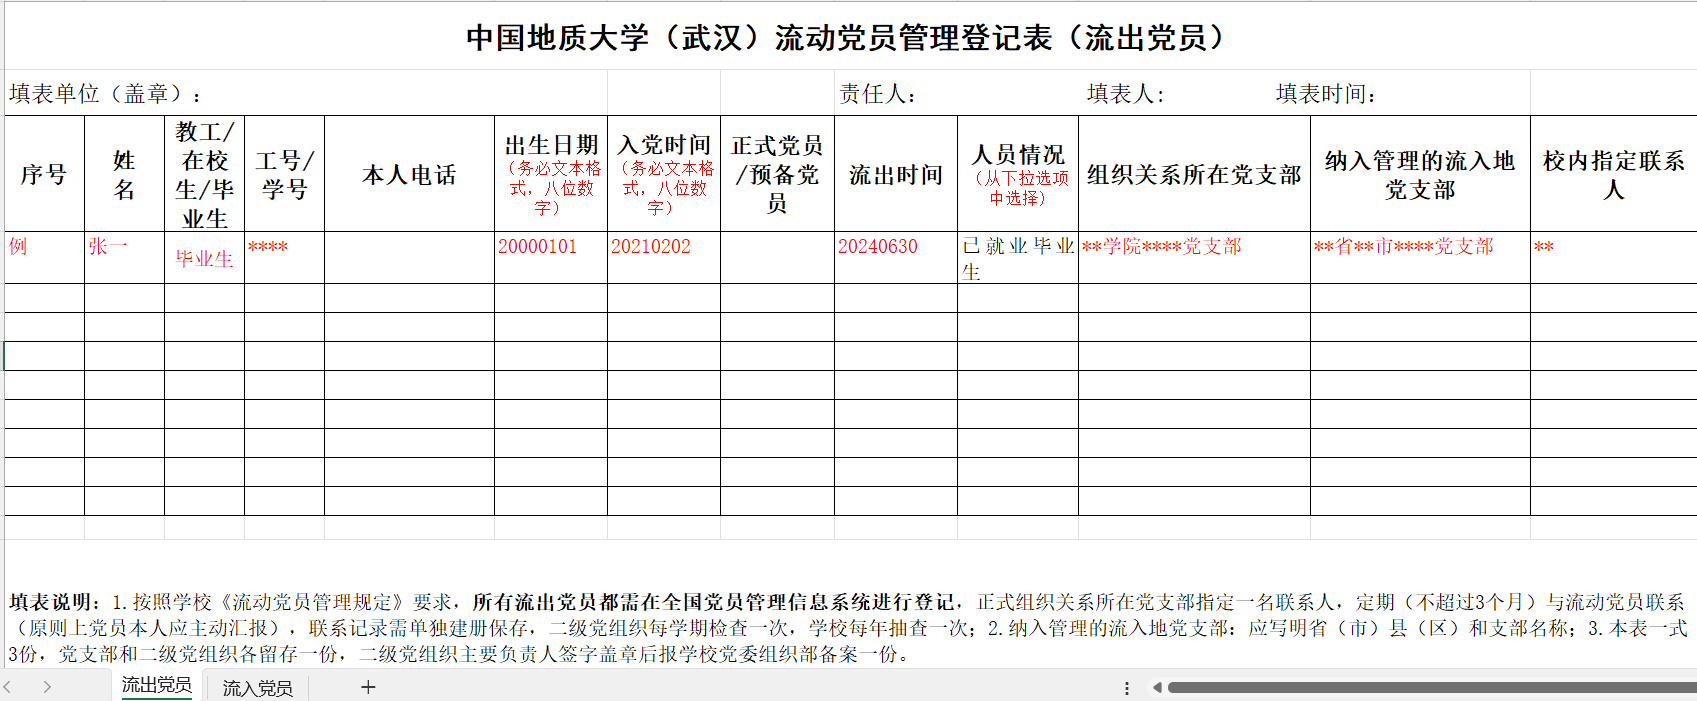 中国地质大学（武汉）流动党员管理登记表（流出党员）
填表单位（盖章）：
责任人：
填表人：
填表时间：
序号
姓
名
教工/
在校
生/毕
业生
工号/
学号
本人电话
出生日期
（务必文本格
式，八位数
字）
入党时间
（务必文本格
式，八位数
字）
正式党员
/预备党
员
流出时间
人员情况
（从下拉选项
中选择）
组织关系所在党支部
纳入管理的流入地
党支部
校内指定联系
人
例
张一
毕业生
****
20000101
20210202
20240630
已就业毕业
生
**学院****党支部
**省**市****党支部
**
填表说明：1.按照学校《流动党员管理规定》要求，所有流出党员都需在全国党员管理信息系统进行登记，正式组织关系所在党支部指定一名联系人，定期（不超过3个月）与流动党员联系
（原则上党员本人应主动汇报），联系记录需单独建册保存，二级党组织每学期检查一次，学校每年抽查一次；2.纳入管理的流入地党支部：应写明省（市）县（区）和支部名称；3.本表一式
3份，党支部和二级党组织各留存一份，二级党组织主要负责人签字盖章后报学校党委组织部备案一份。
流出党员
流入党员